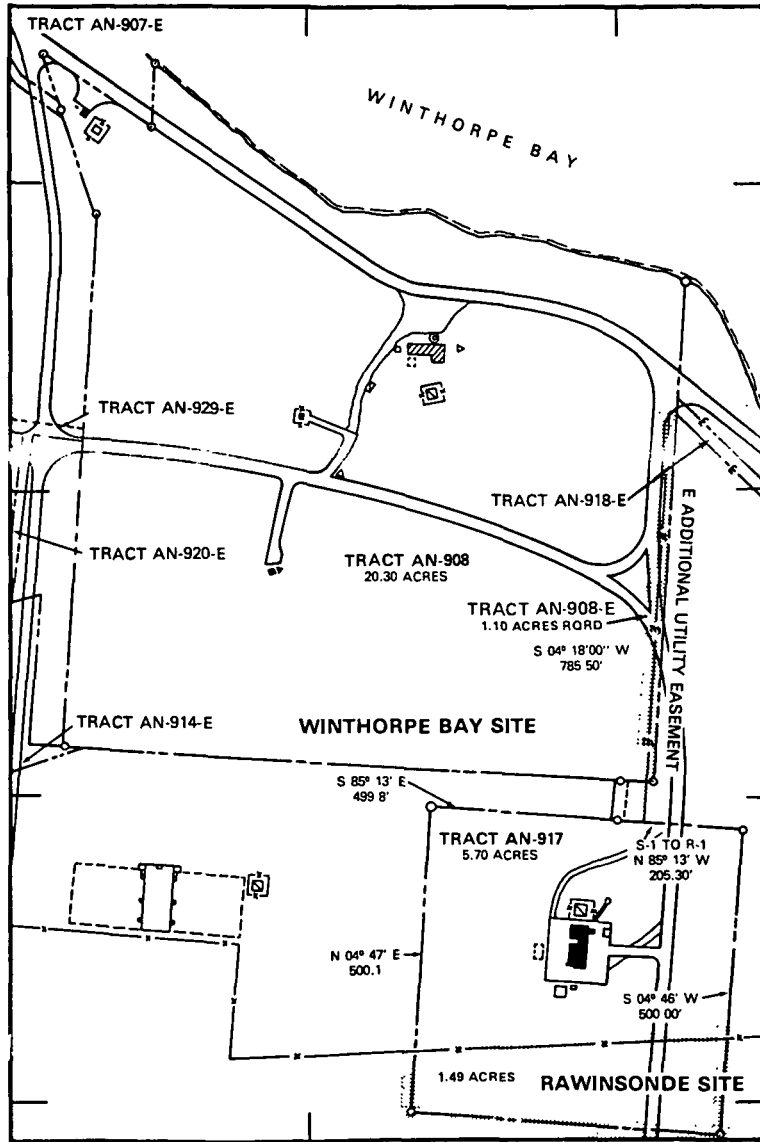 TRACT AN-907-E
WINTHORPE BAY
TRACT AN-929-E
TRACT AN-918-E
TRACT AN-920-E
TRACT AN-908
20.30 ACRES
TRACT AN-908-E
1.10 ACRES RQRD
S 04° 18'00'' W
785 50'
E ADDITIONAL UTILITY EASEMENT
TRACT AN-914-E
WINTHORPE BAY SITE
S 85° 13' E
499 8'
TRACT AN-917
5.70 ACRES
S-1 TO R-1
N 85° 13' W
205.30'
N 04° 47' E
500.1
S 04° 46' W
500 00'
1.49 ACRES
RAWINSONDE SITE